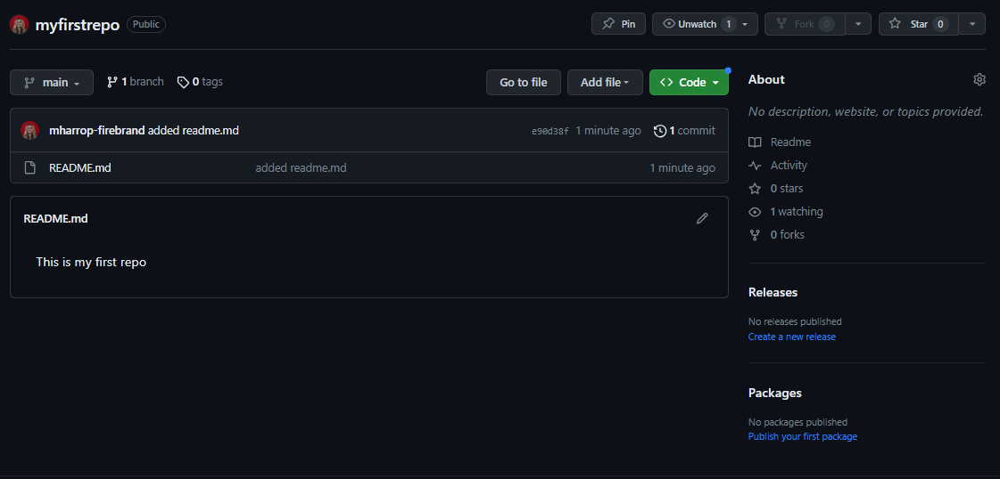 myfirstrepo Public Pin Unwatch 1 Fork 0 Star 0
main 1 branch 0 tags Go to file Add file Code
mharrop-firebrand added readme.md e90d38f 1 minute ago 1 commit
README.md added readme.md 1 minute ago
README.md
This is my first repo
About
No description, website, or topics provided.
Readme
Activity
0 stars
1 watching
0 forks
Releases
No releases published
Create a new release
Packages
No packages published
Publish your first package